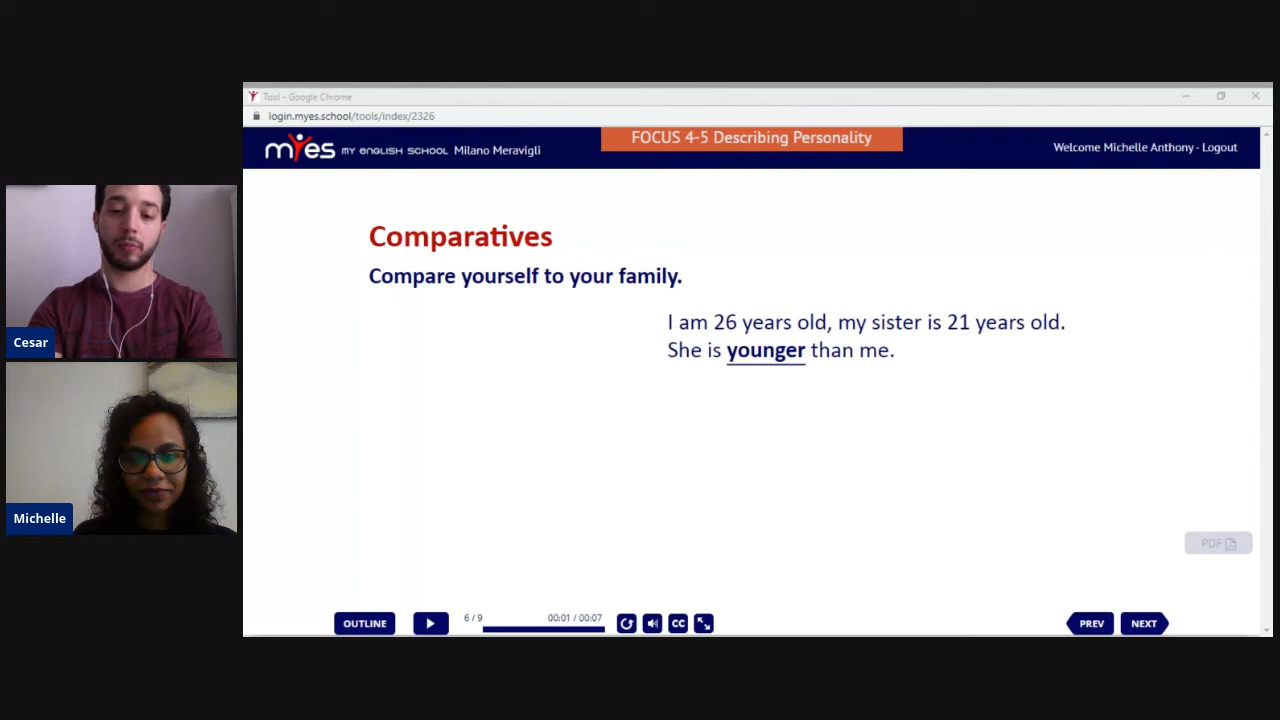 Tool - Google Chrome
login.myes.school/tools/index/2326
myes MY ENGLISH SCHOOL Milano Meravigli
FOCUS 4-5 Describing Personality
Welcome Michelle Anthony - Logout
Comparatives
Compare yourself to your family.
I am 26 years old, my sister is 21 years old.
She is younger than me.
Cesar
Michelle
PDF
OUTLINE
6 / 9
00:01 / 00:07
CC
PREV
NEXT